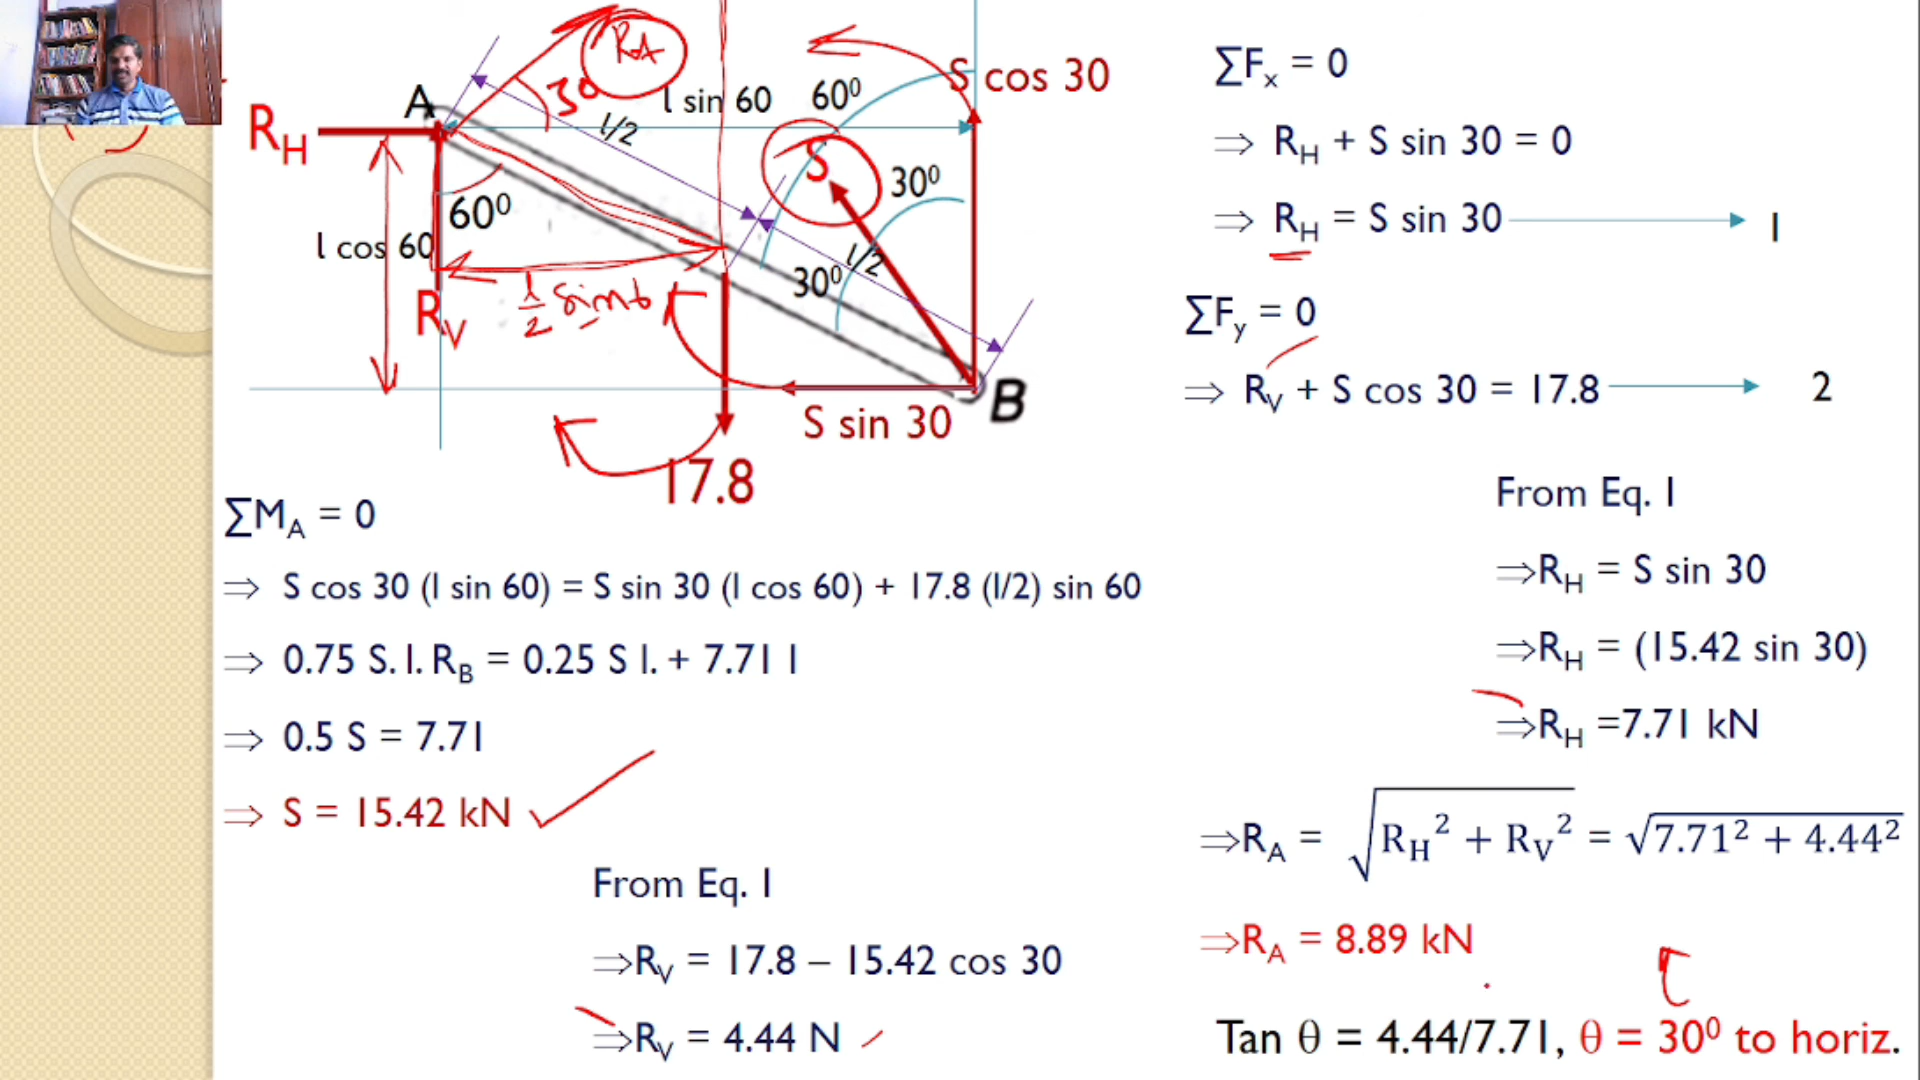 RA
30
A
l sin 60
60⁰
S cos 30
R_H
l/2
S
30⁰
60⁰
l cos 60
30⁰
l/2
R_V
B
S sin 30
17.8
∑F_x = 0
⇒ R_H + S sin 30 = 0
⇒ R_H = S sin 30
1
∑F_y = 0
⇒ R_V + S cos 30 = 17.8
2
∑M_A = 0
⇒ S cos 30 (l sin 60) = S sin 30 (l cos 60) + 17.8 (l/2) sin 60
⇒ 0.75 S. l. R_B = 0.25 S l. + 7.71 l
⇒ 0.5 S = 7.71
⇒ S = 15.42 kN
From Eq. 1
⇒R_V = 17.8 – 15.42 cos 30
⇒R_V = 4.44 N
From Eq. 1
⇒R_H = S sin 30
⇒R_H = (15.42 sin 30)
⇒R_H =7.71 kN
⇒R_A = √R_H² + R_V² = √7.71² + 4.44²
⇒R_A = 8.89 kN
Tan θ = 4.44/7.71, θ = 30⁰ to horiz.